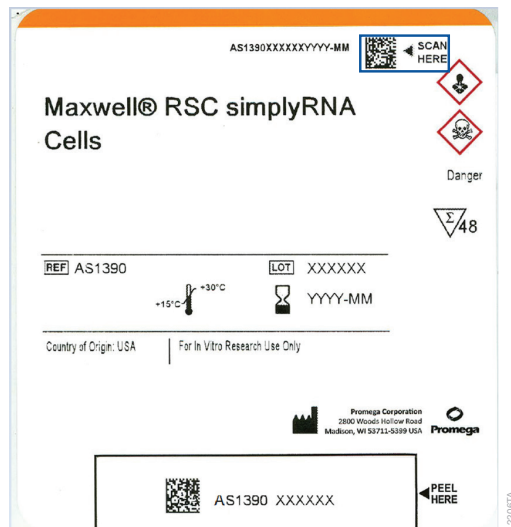 AS1390XXXXXXYYYY-MM
SCAN
HERE
Maxwell® RSC simplyRNA
Cells
Danger
Σ/48
REF AS1390
LOT XXXXXX
+30°C
+15°C
YYYY-MM
Country of Origin: USA
For In Vitro Research Use Only
Promega Corporation
2800 Woods Hollow Road
Madison, WI 53711-5399 USA
Promega
PEEL
HERE
AS1390 XXXXXX